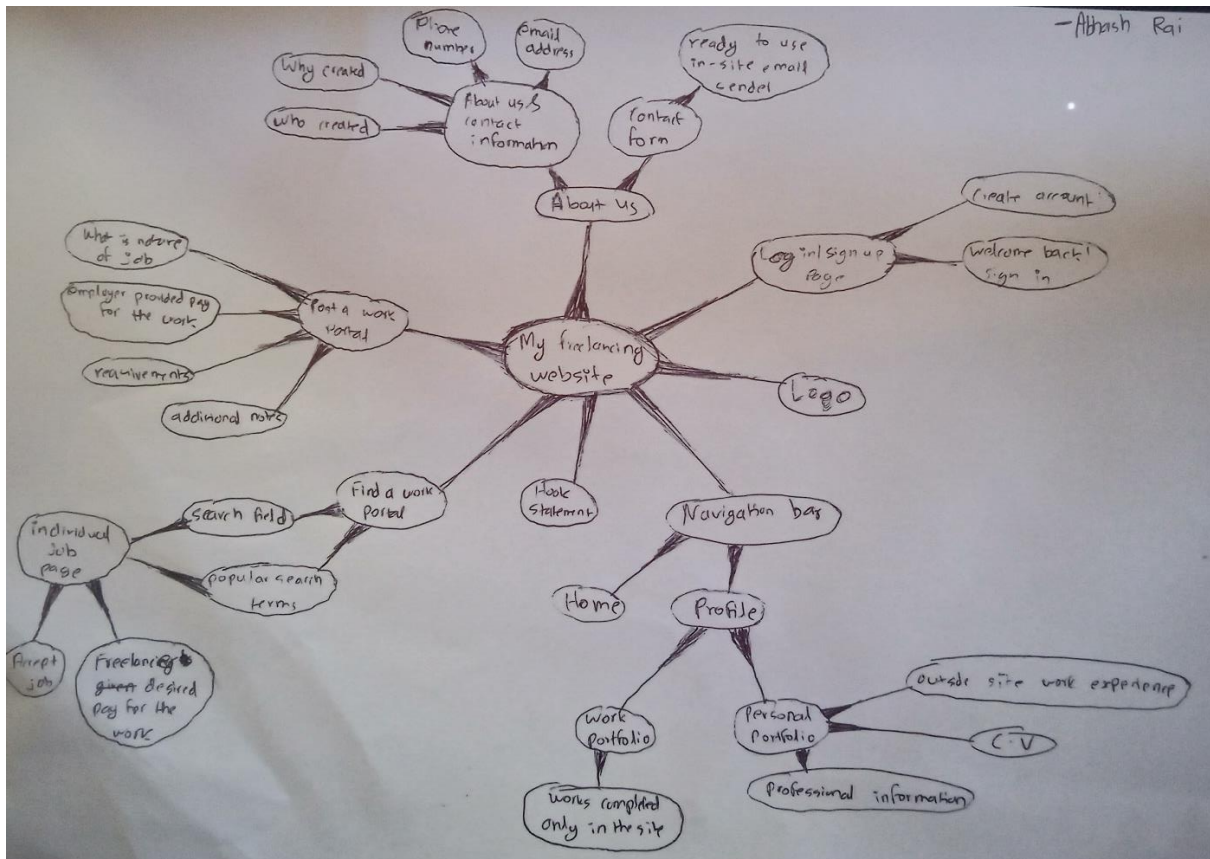 -Abhash Rai
Phone
number
email
address
ready to use
in-site email
sender
Why created
About us &
contact
information
who created
Contact
form
About us
Create account
Log in/sign up
Page
Welcome back!
sign in
What is nature
of job
Employer provided pay
for the work
Post a work
Portal
requirements
additional notes
My freelancing
website
Logo
Find a work
portal
search field
Hook
statement
Navigation bar
individual
job
page
popular search
terms
Home
Profile
Accept
job
Freelancer
given desired
pay for the
work
work
portfolio
Personal
Portfolio
outside site work experience
C.V
Professional information
works completed
only in the site